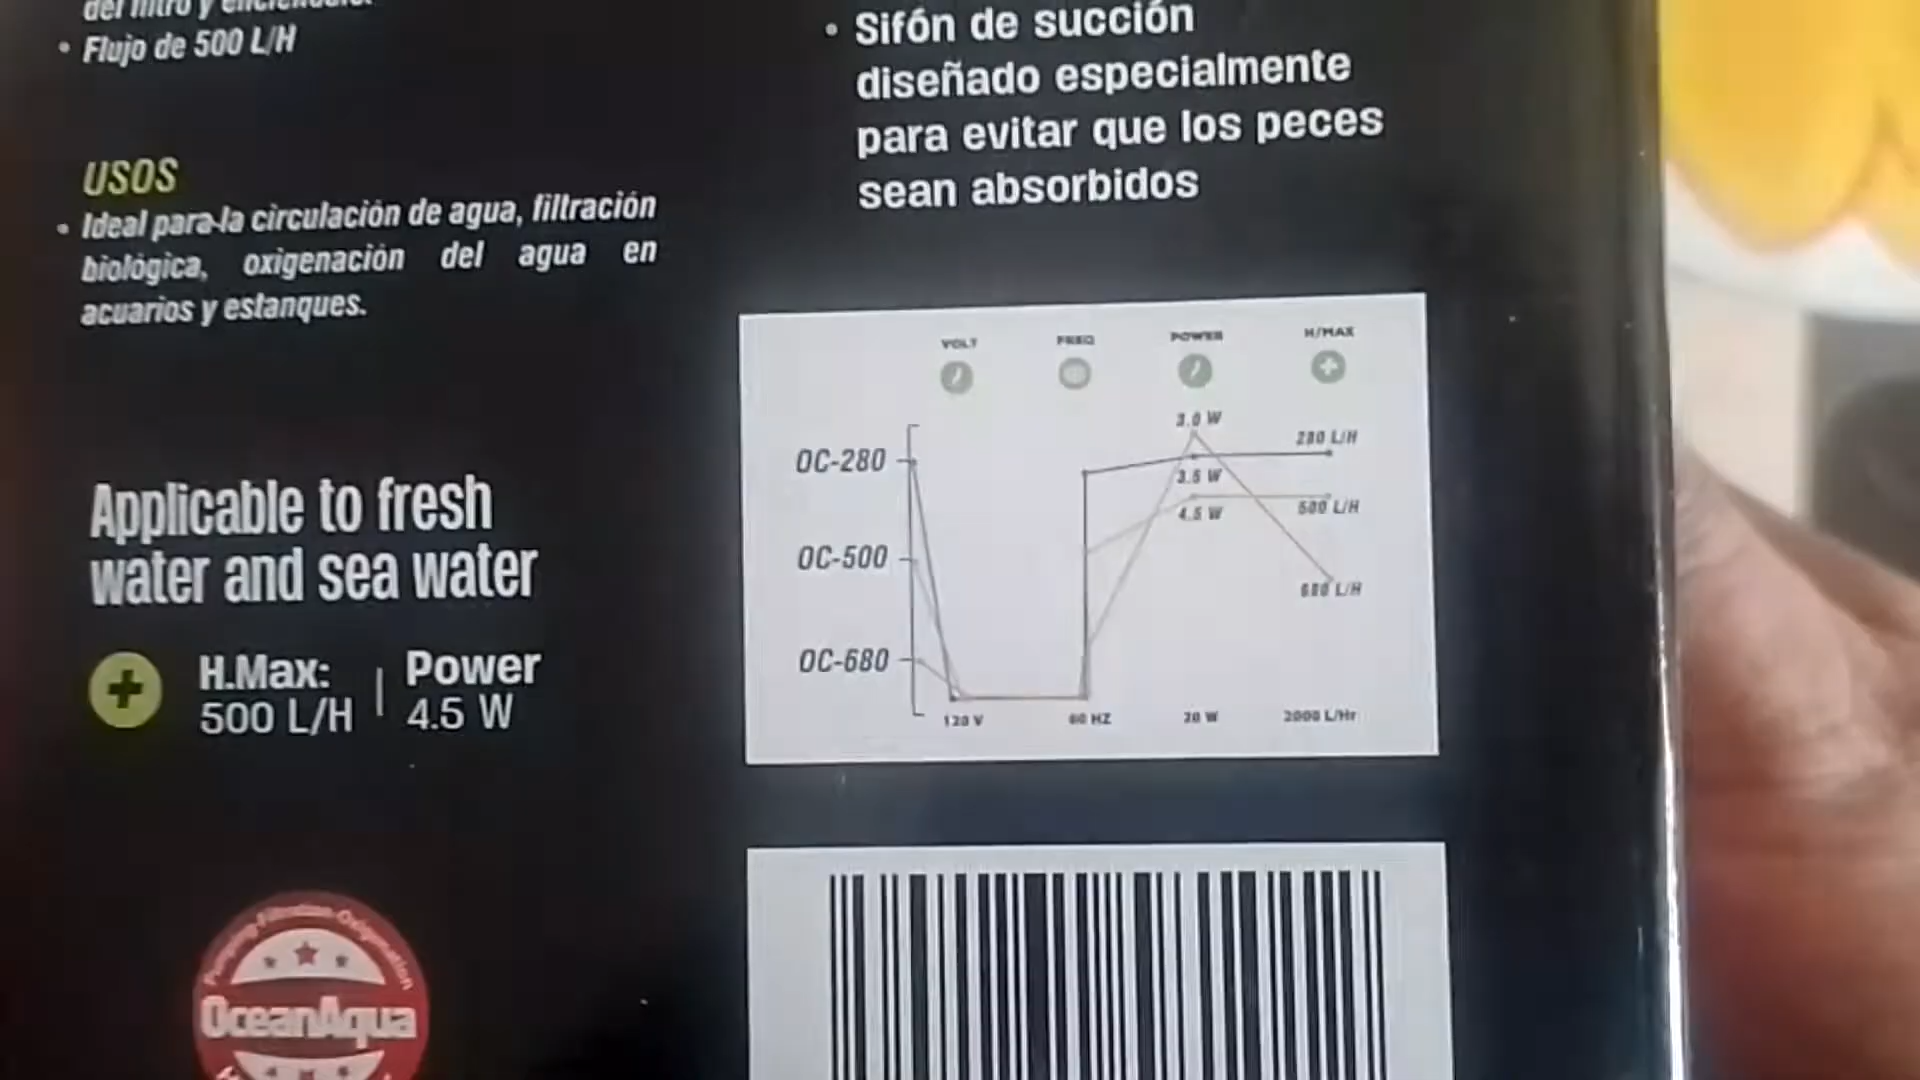 del filtro y
• Flujo de 500 L/H
USOS
• Ideal para la circulación de agua, filtración
biológica, oxigenación del agua en
acuarios y estanques.
Applicable to fresh
water and sea water
H.Max:
500 L/H
Power
4.5 W
Pumping-Filtration-Oxigenation
OceanAqua
• Sifón de succión
diseñado especialmente
para evitar que los peces
sean absorbidos
VOLT FREQ POWER H/MAX
3.0 W
OC-280 280 L/H
3.5 W
4.5 W 500 L/H
OC-500
680 L/H
OC-680
120 V 60 HZ 20 W 2000 L/Hr